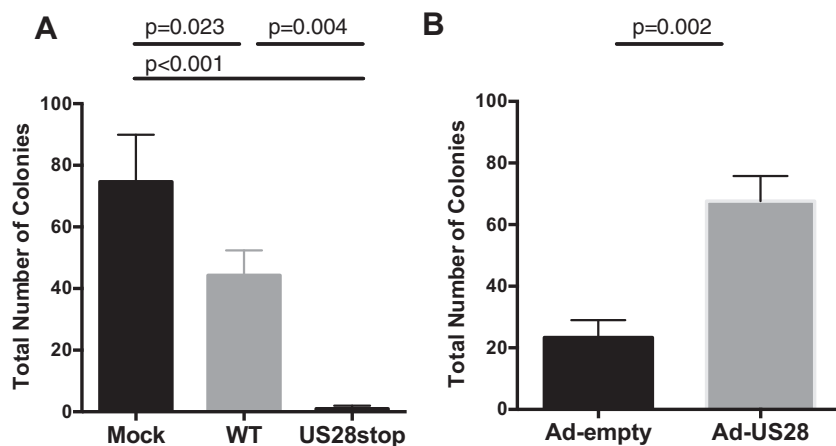 A
p=0.023
p=0.004
p<0.001
Total Number of Colonies
100
80
60
40
20
0
Mock
WT
US28stop
B
p=0.002
Total Number of Colonies
100
80
60
40
20
0
Ad-empty
Ad-US28